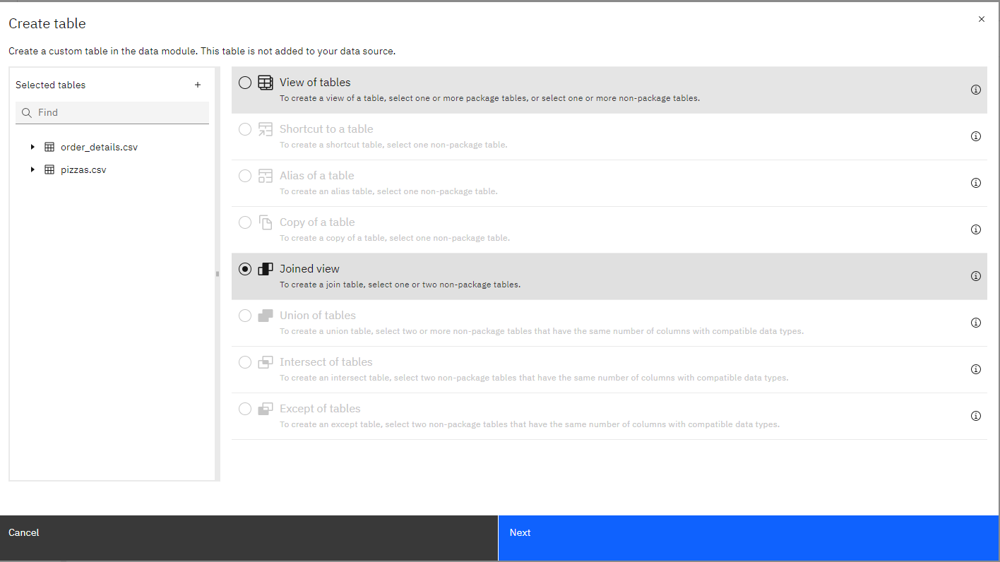 Create table
Create a custom table in the data module. This table is not added to your data source.
Selected tables
Find
order_details.csv
pizzas.csv
View of tables
To create a view of a table, select one or more package tables, or select one or more non-package tables.
Shortcut to a table
To create a shortcut table, select one non-package table.
Alias of a table
To create an alias table, select one non-package table.
Copy of a table
To create a copy of a table, select one non-package table.
Joined view
To create a join table, select one or two non-package tables.
Union of tables
To create a union table, select two or more non-package tables that have the same number of columns with compatible data types.
Intersect of tables
To create an intersect table, select two non-package tables that have the same number of columns with compatible data types.
Except of tables
To create an except table, select two non-package tables that have the same number of columns with compatible data types.
Cancel
Next